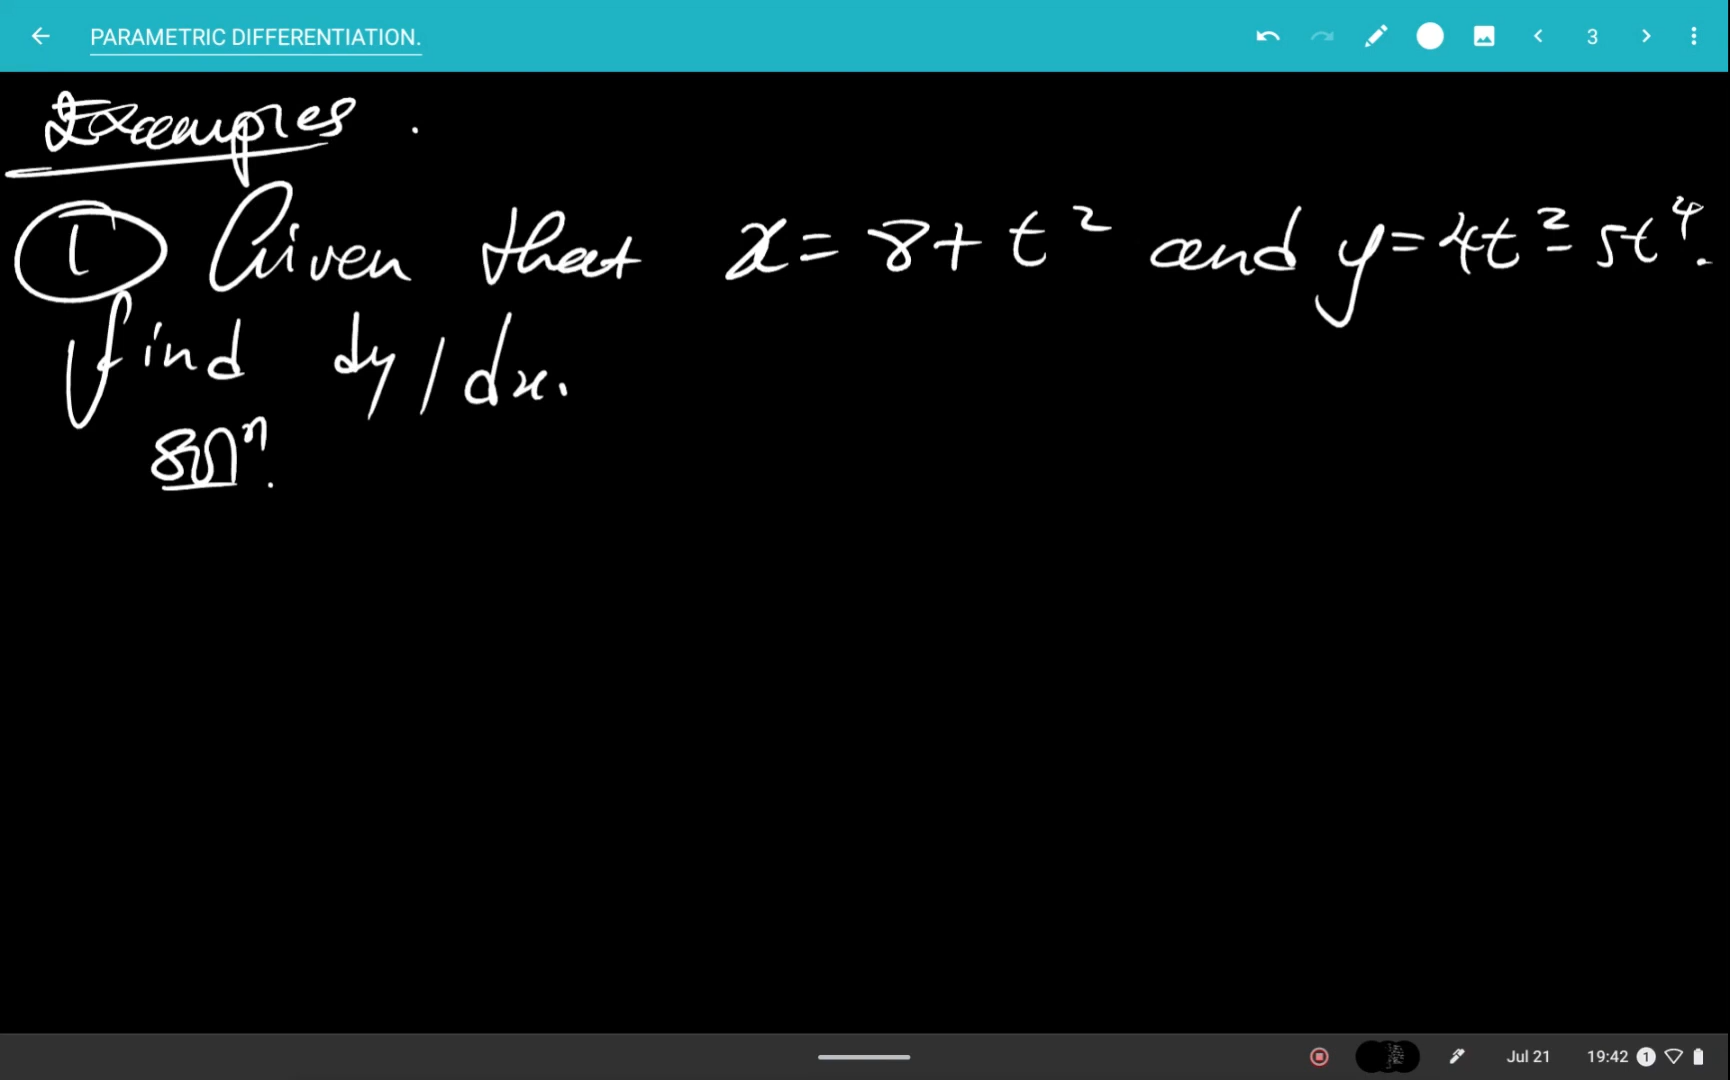 PARAMETRIC DIFFERENTIATION.
3
Examples.
① Given that x = 8 + t² and y = 4t² - 5t⁴.
find dy/dx.
solⁿ.
Jul 21 19:42 1